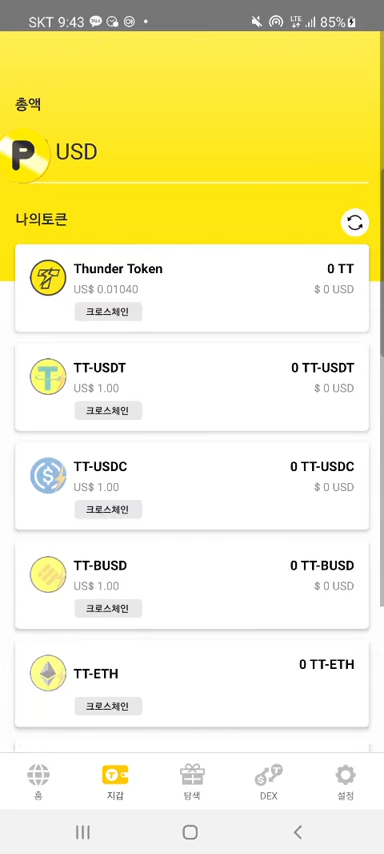 SKT 9:43
LTE
85%
총액
P USD
나의토큰
Thunder Token 0 TT
US$ 0.01040 $ 0 USD
크로스체인
TT-USDT 0 TT-USDT
US$ 1.00 $ 0 USD
크로스체인
TT-USDC 0 TT-USDC
US$ 1.00 $ 0 USD
크로스체인
TT-BUSD 0 TT-BUSD
US$ 1.00 $ 0 USD
크로스체인
TT-ETH 0 TT-ETH
크로스체인
홈 지갑 탐색 DEX 설정